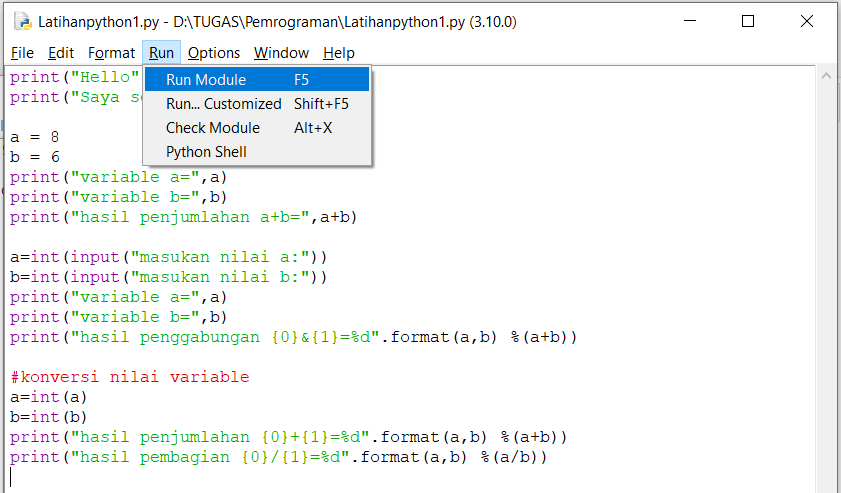 Latihanpython1.py - D:\TUGAS\Pemrograman\Latihanpython1.py (3.10.0)
File Edit Format Run Options Window Help
Run Module F5
Run... Customized Shift+F5
Check Module Alt+X
Python Shell
print("Hello"
print("Saya s
a = 8
b = 6
print("variable a=",a)
print("variable b=",b)
print("hasil penjumlahan a+b=",a+b)
a=int(input("masukan nilai a:"))
b=int(input("masukan nilai b:"))
print("variable a=",a)
print("variable b=",b)
print("hasil penggabungan {0}&{1}=%d".format(a,b) %(a+b))
#konversi nilai variable
a=int(a)
b=int(b)
print("hasil penjumlahan {0}+{1}=%d".format(a,b) %(a+b))
print("hasil pembagian {0}/{1}=%d".format(a,b) %(a/b))